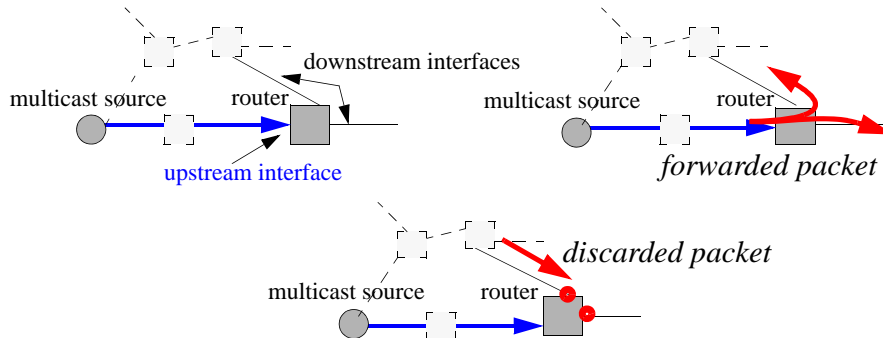 downstream interfaces
multicast source
router
upstream interface
multicast source
router
forwarded packet
discarded packet
multicast source
router